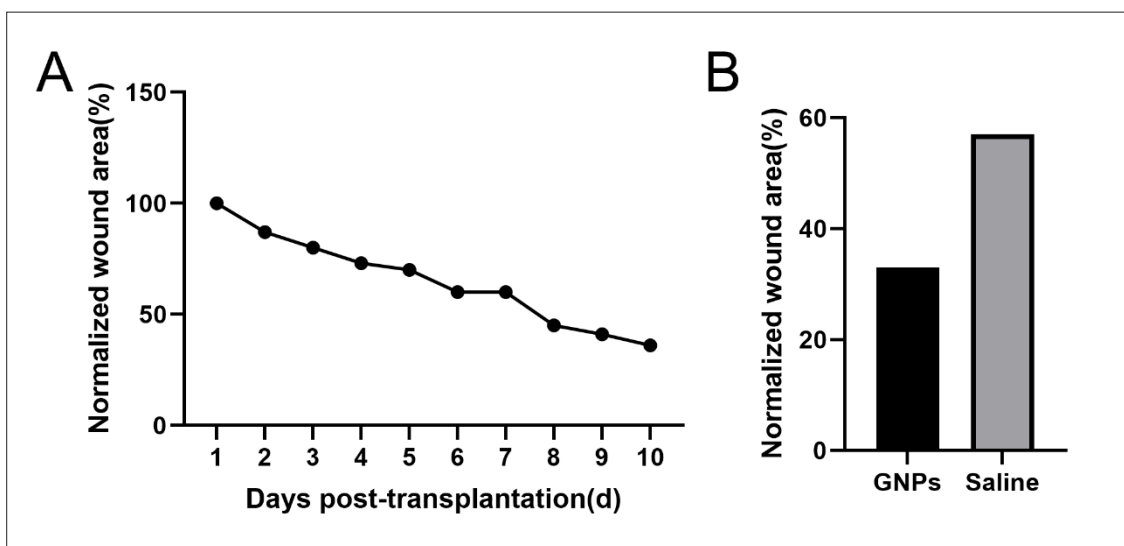 A
Normalized wound area(%)
150
100
50
0
1 2 3 4 5 6 7 8 9 10
Days post-transplantation(d)
B
Normalized wound area(%)
60
40
20
0
GNPs Saline